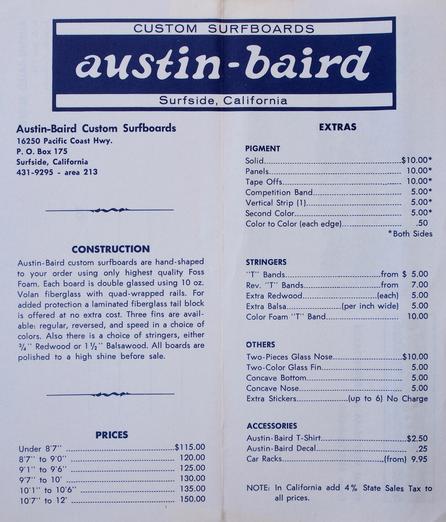 CUSTOM SURFBOARDS
austin-baird
Surfside, California
Austin-Baird Custom Surfboards
16250 Pacific Coast Hwy.
P. O. Box 175
Surfside, California
431-9295 - area 213
CONSTRUCTION
Austin-Baird custom surfboards are hand-shaped
to your order using only highest quality Foss
Foam. Each board is double glassed using 10 oz.
Volan fiberglass with quad-wrapped rails. For
added protection a laminated fiberglass tail block
is offered at no extra cost. Three fins are avail-
able: regular, reversed, and speed in a choice of
colors. Also there is a choice of stringers, either
¾" Redwood or 1½" Balsawood. All boards are
polished to a high shine before sale.
PRICES
Under 8'7" $115.00
8'7" to 9'0" 120.00
9'1" to 9'6" 125.00
9'7" to 10' 130.00
10'1" to 10'6" 135.00
10'7" to 12' 150.00
EXTRAS
PIGMENT
Solid $10.00*
Panels 10.00*
Tape Offs 10.00*
Competition Band 5.00*
Vertical Strip (1) 5.00*
Second Color 5.00*
Color to Color (each edge) .50
*Both Sides
STRINGERS
"T" Bands from $ 5.00
Rev. "T" Bands from 7.00
Extra Redwood (each) 5.00
Extra Balsa (per inch wide) 5.00
Color Foam "T" Band 10.00
OTHERS
Two-Pieces Glass Nose $10.00
Two-Color Glass Fin 5.00
Concave Bottom 5.00
Concave Nose 5.00
Extra Stickers (up to 6) No Charge
ACCESSORIES
Austin-Baird T-Shirt $2.50
Austin-Baird Decal .25
Car Racks (from) 9.95
NOTE: In California add 4% State Sales Tax to
all prices.